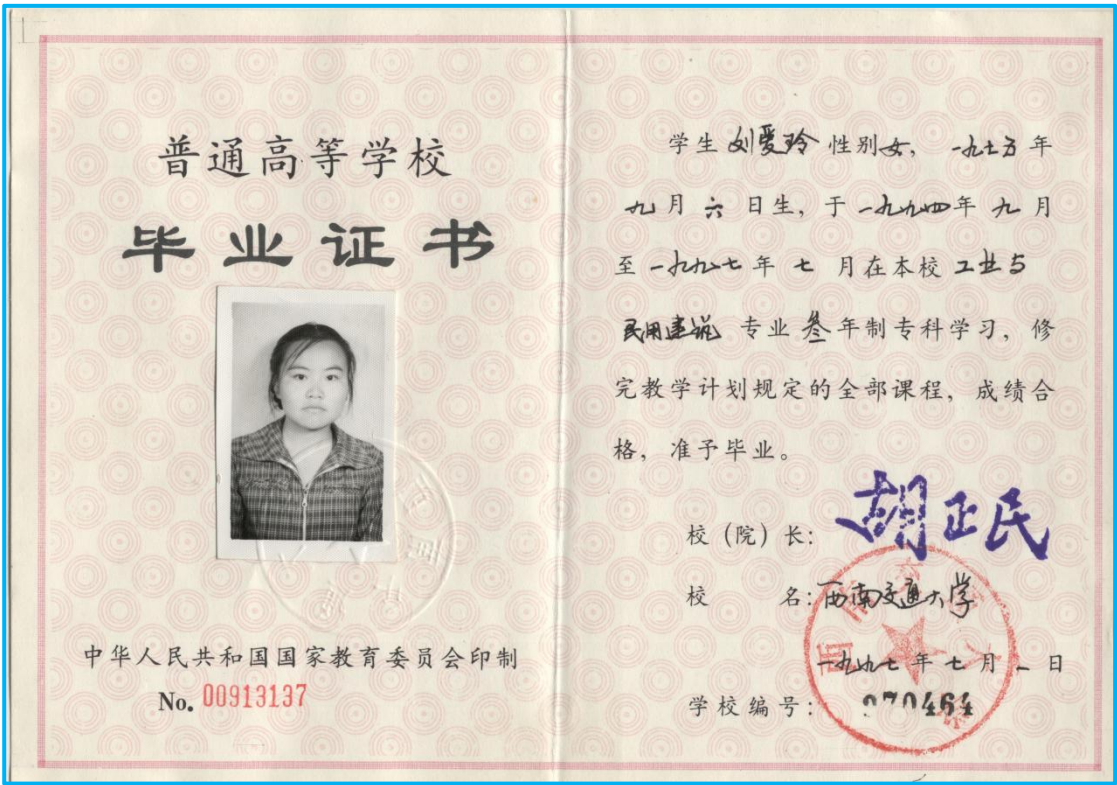 普通高等学校
毕业证书
中华人民共和国国家教育委员会印制
No. 00913137
学生 刘爱玲 性别女, 一九七五年
九月六日生, 于一九九四年九月
至一九九七年七月在本校工业与
民用建筑 专业 叁年制专科学习, 修
完教学计划规定的全部课程, 成绩合
格, 准予毕业。
校(院)长: 胡正民
校 名: 西南交通大学
一九九七年七月一日
学校编号: 970464